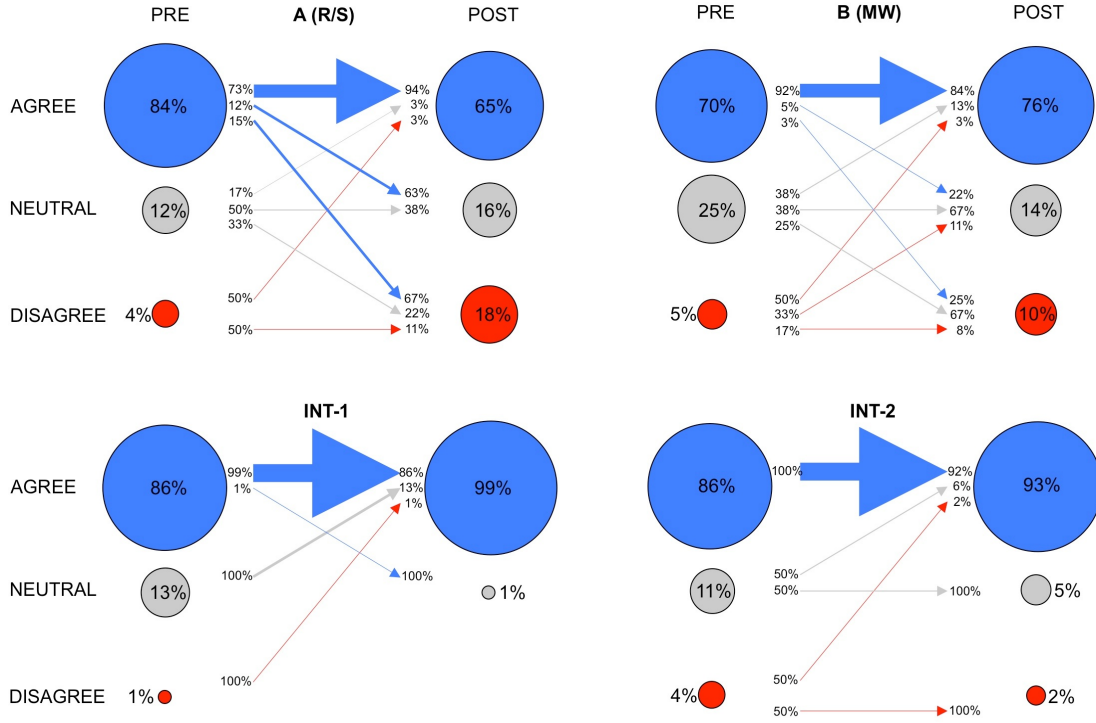 PRE A (R/S) POST PRE B (MW) POST
73% 94% 92% 84%
AGREE 84% 12% 3% 65% 70% 5% 13% 76%
15% 3% 3% 3%
17% 63% 38% 22%
NEUTRAL 12% 50% 38% 16% 25% 38% 67% 14%
33% 25% 11%
50% 67% 50% 25%
DISAGREE 4% 22% 18% 5% 33% 67% 10%
50% 11% 17% 8%
INT-1 INT-2
99% 86% 100% 92%
AGREE 86% 1% 13% 99% 86% 6% 93%
1% 2%
100% 100% 50%
NEUTRAL 13% 1% 11% 50% 100% 5%
100% 50%
DISAGREE 1% 4% 2%
50% 100%